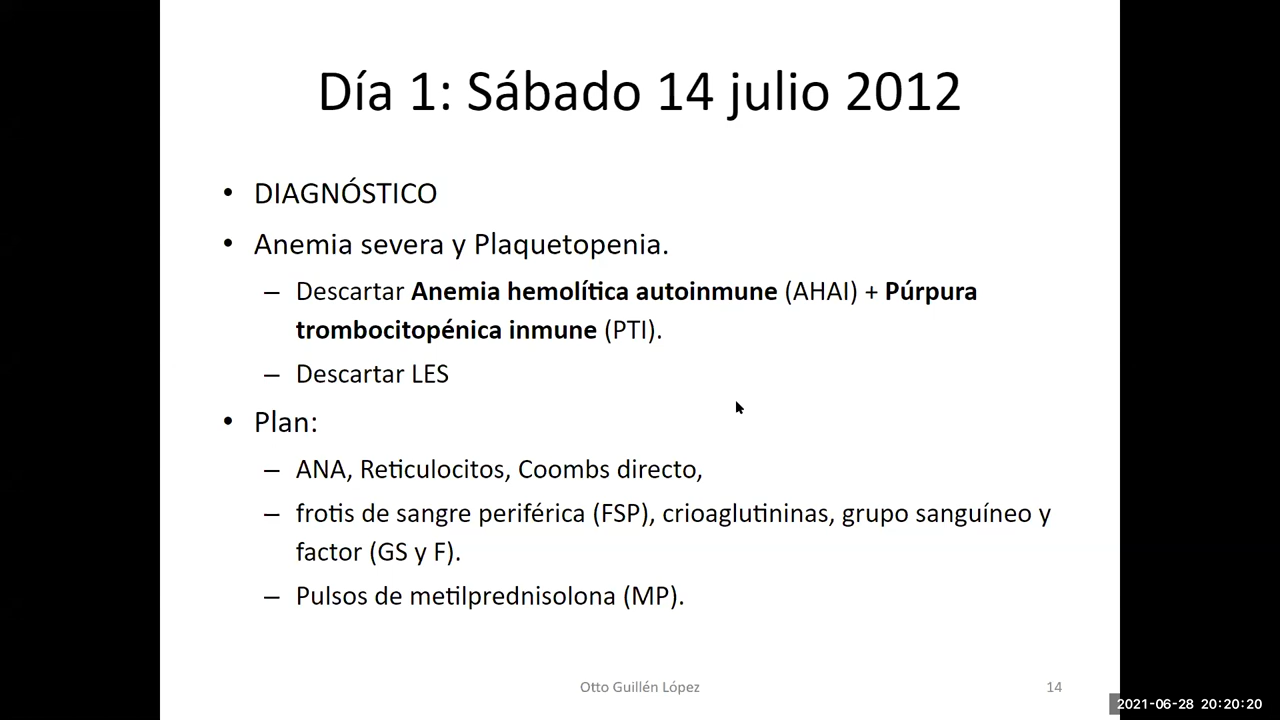 Día 1: Sábado 14 julio 2012
• DIAGNÓSTICO
• Anemia severa y Plaquetopenia.
– Descartar Anemia hemolítica autoinmune (AHAI) + Púrpura
trombocitopénica inmune (PTI).
– Descartar LES
• Plan:
– ANA, Reticulocitos, Coombs directo,
– frotis de sangre periférica (FSP), crioaglutininas, grupo sanguíneo y
factor (GS y F).
– Pulsos de metilprednisolona (MP).
Otto Guillén López
14
2021-06-28 20:20:20